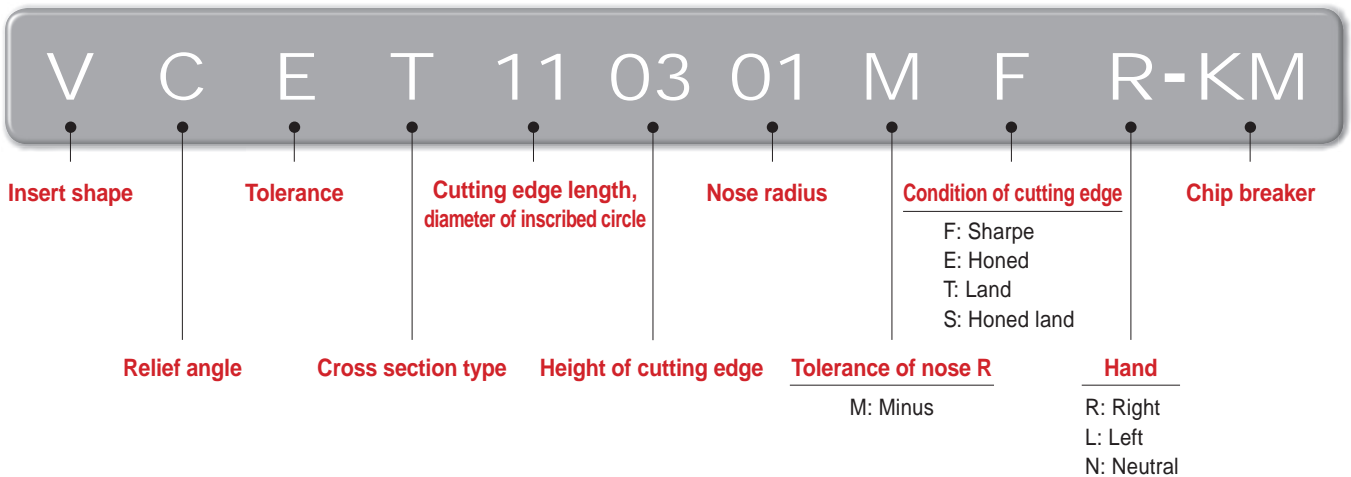 V C E T 11 03 01 M F R-KM
Insert shape
Tolerance
Cutting edge length,
diameter of inscribed circle
Nose radius
Condition of cutting edge
F: Sharpe
E: Honed
T: Land
S: Honed land
Chip breaker
Relief angle
Cross section type
Height of cutting edge
Tolerance of nose R
M: Minus
Hand
R: Right
L: Left
N: Neutral